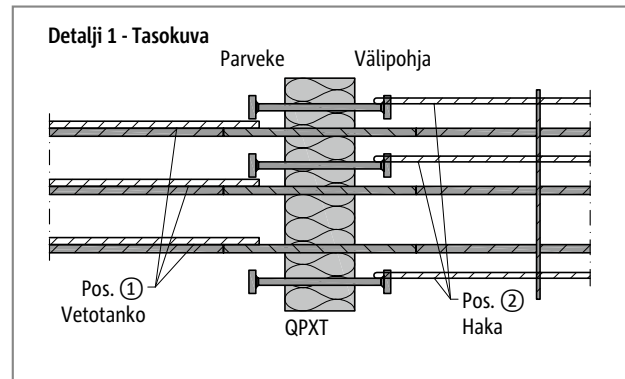 Detalji 1 - Tasokuva
Parveke
Välipohja
Pos. ①
Vetotanko
QPXT
Pos. ②
Haka